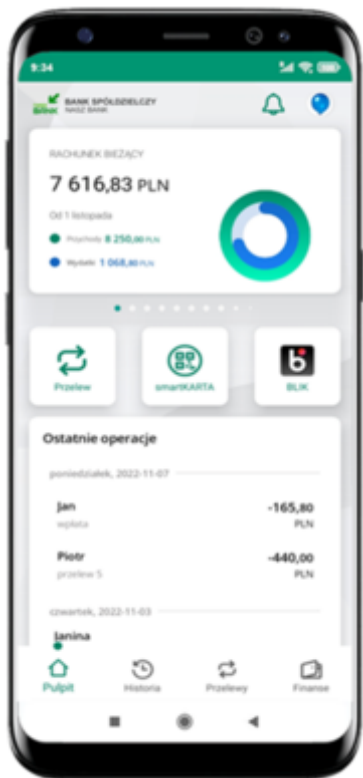 9:34
BANK SPÓŁDZIELCZY
NASZ BANK
RACHUNEK BIEŻĄCY
7 616,83 PLN
Od 1 listopada
Przychody 8 250,00 PLN
Wydatki 1 068,80 PLN
Przelew
smartKARTA
BLIK
Ostatnie operacje
poniedziałek, 2022-11-07
Jan -165,80
wpłata PLN
Piotr -440,00
przelew 5 PLN
czwartek, 2022-11-03
Janina
Pulpit Historia Przelewy Finanse